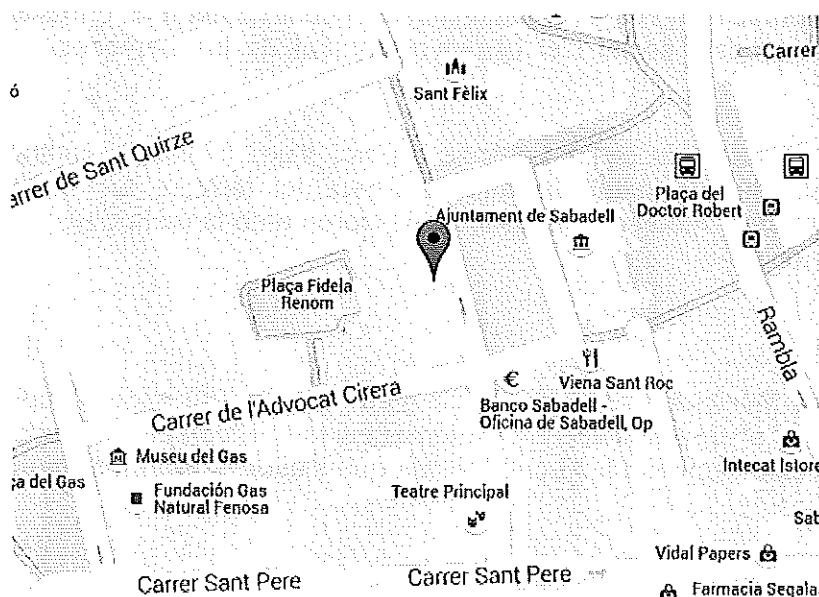 Carrer
Sant Fèlix
ó
arrer de Sant Quirze
Plaça del
Doctor Robert
Ajuntament de Sabadell
Plaça Fidela
Renom
Rambla
Viena Sant Roc
€
Banco Sabadell -
Oficina de Sabadell, Op
Carrer de l'Advocat Cirera
Museu del Gas
Intecat Istore
ça del Gas
Fundación Gas
Natural Fenosa
Teatre Principal
Sab
Vidal Papers
Carrer Sant Pere
Carrer Sant Pere
Farmacia Segala